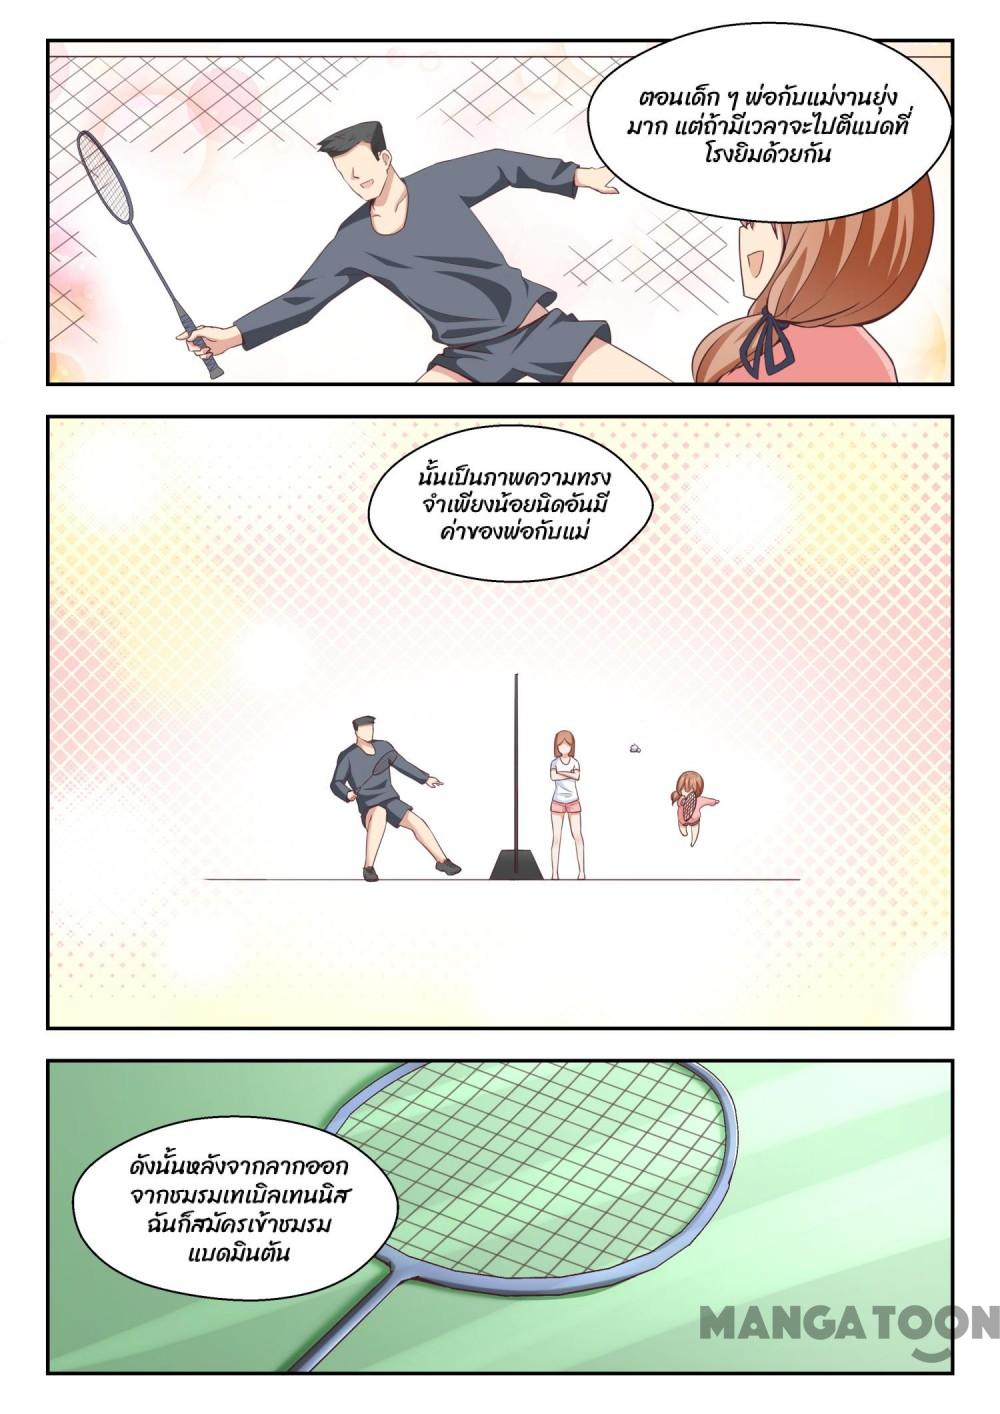 ตอนเด็ก ๆ พ่อกับแม่งานยุ่ง
มาก แต่ถ้ามีเวลาจะไปตีแบดที่
โรงยิมด้วยกัน
นั้นเป็นภาพความทรง
จำเพียงน้อยนิดอันมี
ค่าของพ่อกับแม่
ดังนั้นหลังจากลากออก
จากชมรมเทเบิลเทนนิส
ฉันก็สมัครเข้าชมรม
แบดมินตัน
MANGATOON